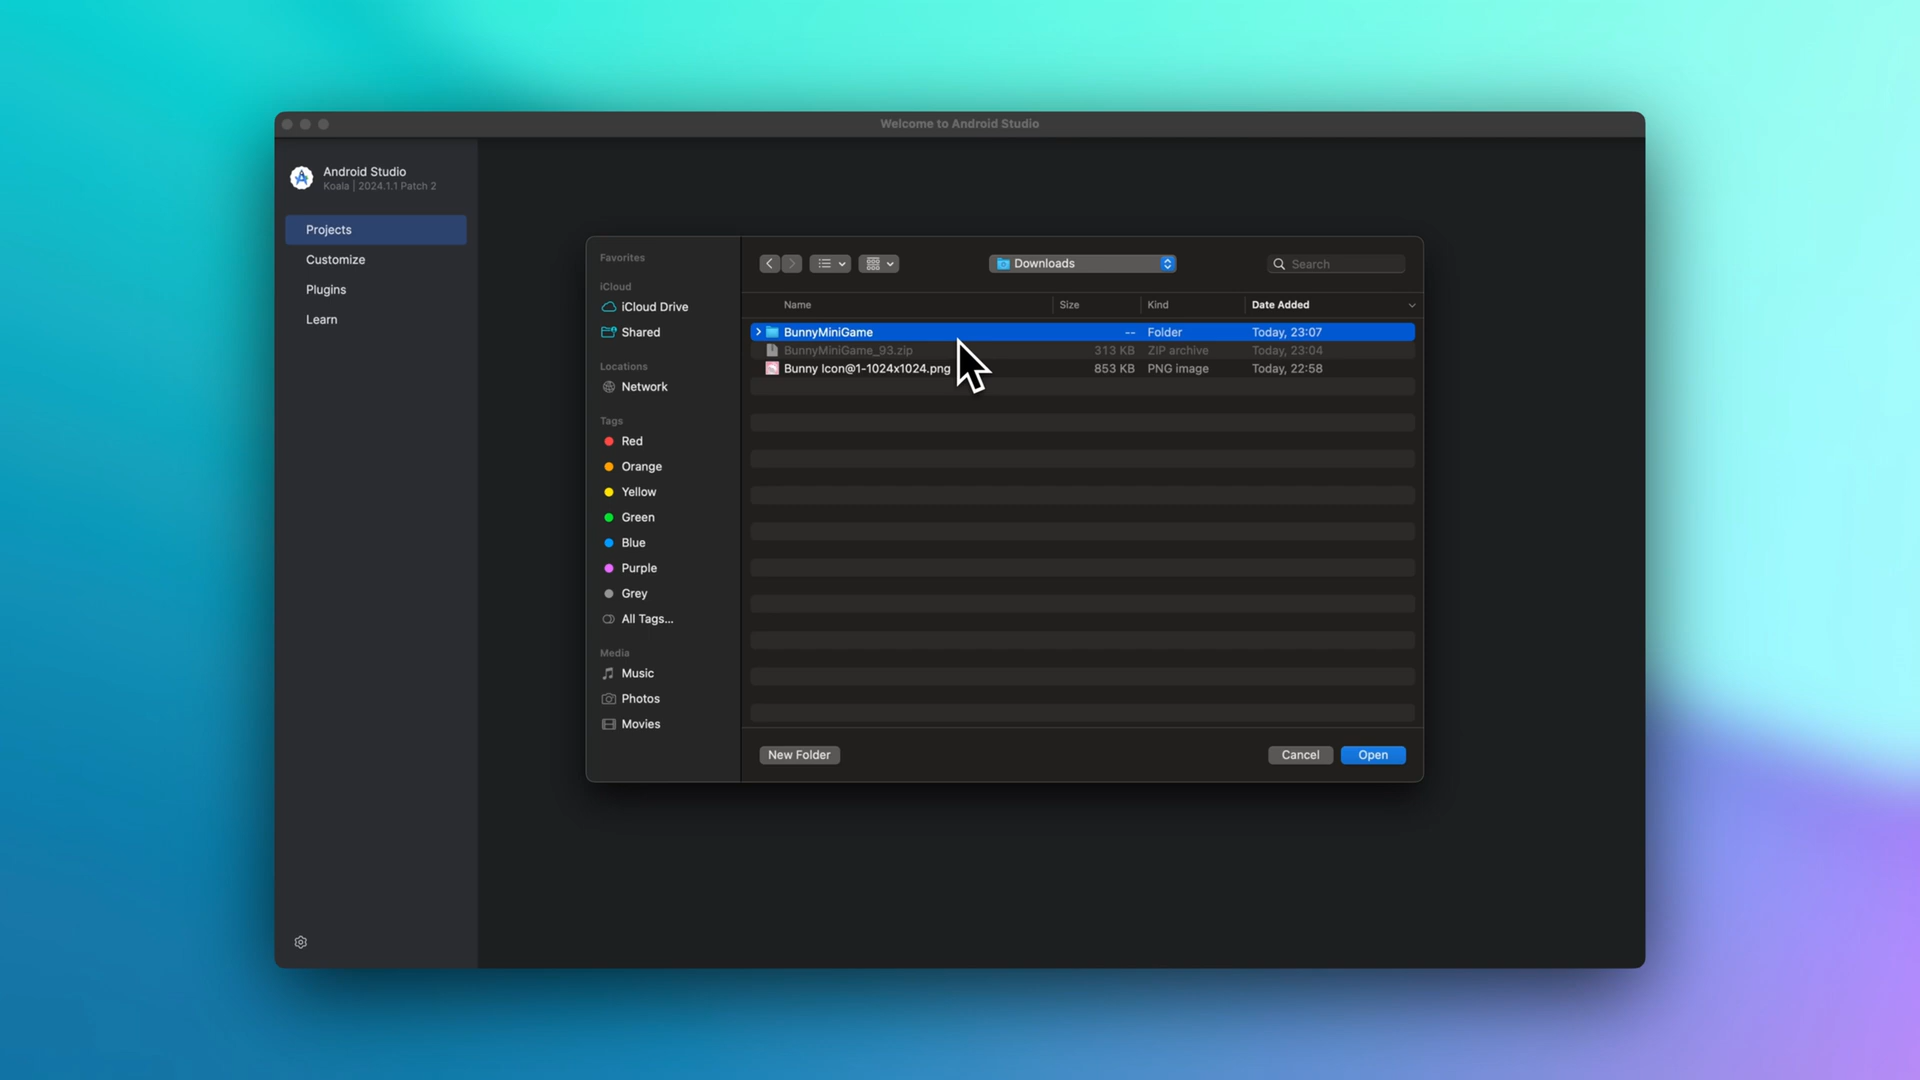 Welcome to Android Studio
Android Studio
Koala | 2024.1.1 Patch 2
Projects
Customize
Plugins
Learn
Favorites
iCloud
iCloud Drive
Shared
Locations
Network
Tags
Red
Orange
Yellow
Green
Blue
Purple
Grey
All Tags...
Media
Music
Photos
Movies
Downloads
Search
Name Size Kind Date Added
BunnyMiniGame -- Folder Today, 23:07
BunnyMiniGame_93.zip 313 KB ZIP archive Today, 23:04
Bunny Icon@1-1024x1024.png 853 KB PNG image Today, 22:58
New Folder Cancel Open